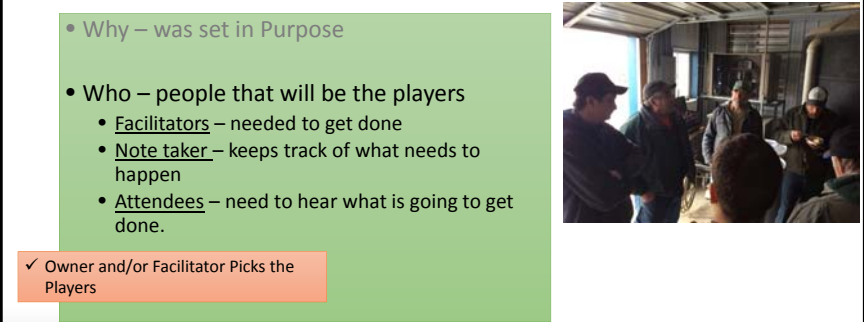 • Why – was set in Purpose
• Who – people that will be the players
• Facilitators – needed to get done
• Note taker – keeps track of what needs to
happen
• Attendees – need to hear what is going to get
done.
✓ Owner and/or Facilitator Picks the
Players